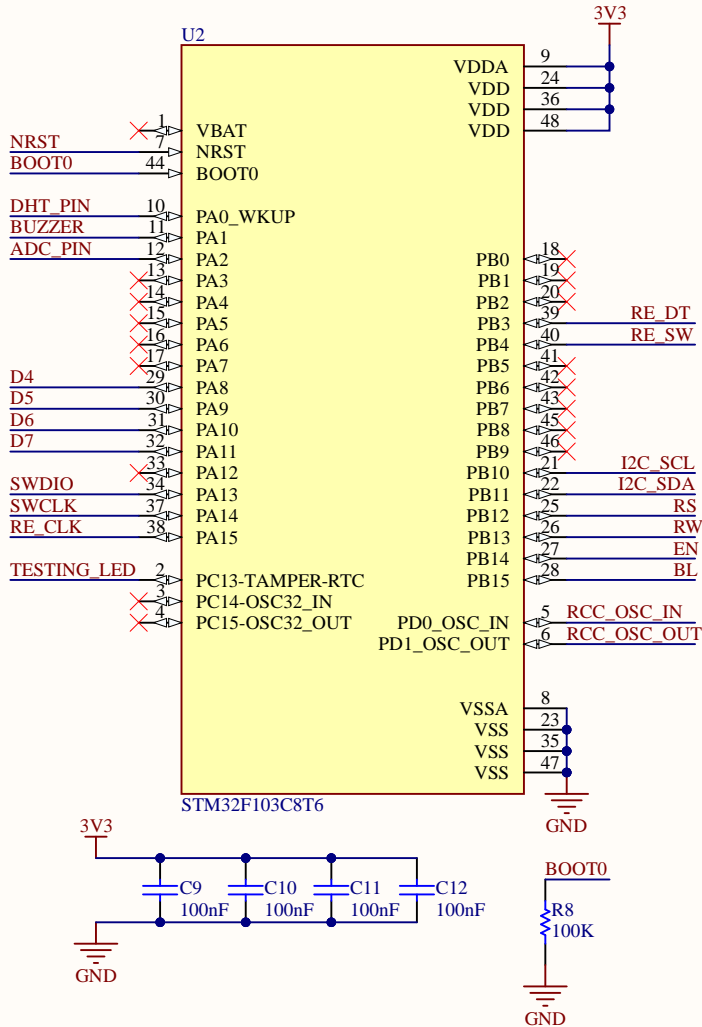 3V3
U2
9 VDDA
24 VDD
36 VDD
48 VDD
1 VBAT
NRST 7 NRST
BOOT0 44 BOOT0
DHT_PIN 10 PA0_WKUP
BUZZER 11 PA1
ADC_PIN 12 PA2
13 PA3
14 PA4
15 PA5
16 PA6
17 PA7
D4 29 PA8
D5 30 PA9
D6 31 PA10
D7 32 PA11
33 PA12
SWDIO 34 PA13
SWCLK 37 PA14
RE_CLK 38 PA15
TESTING_LED 2 PC13-TAMPER-RTC
3 PC14-OSC32_IN
4 PC15-OSC32_OUT
PB0 18
PB1 19
PB2 20
PB3 39 RE_DT
PB4 40 RE_SW
PB5 41
PB6 42
PB7 43
PB8 45
PB9 46
PB10 21 I2C_SCL
PB11 22 I2C_SDA
PB12 25 RS
PB13 26 RW
PB14 27 EN
PB15 28 BL
PD0_OSC_IN 5 RCC_OSC_IN
PD1_OSC_OUT 6 RCC_OSC_OUT
VSSA 8
VSS 23
VSS 35
VSS 47
STM32F103C8T6
GND
3V3
C9 100nF
C10 100nF
C11 100nF
C12 100nF
GND
BOOT0
R8
100K
GND